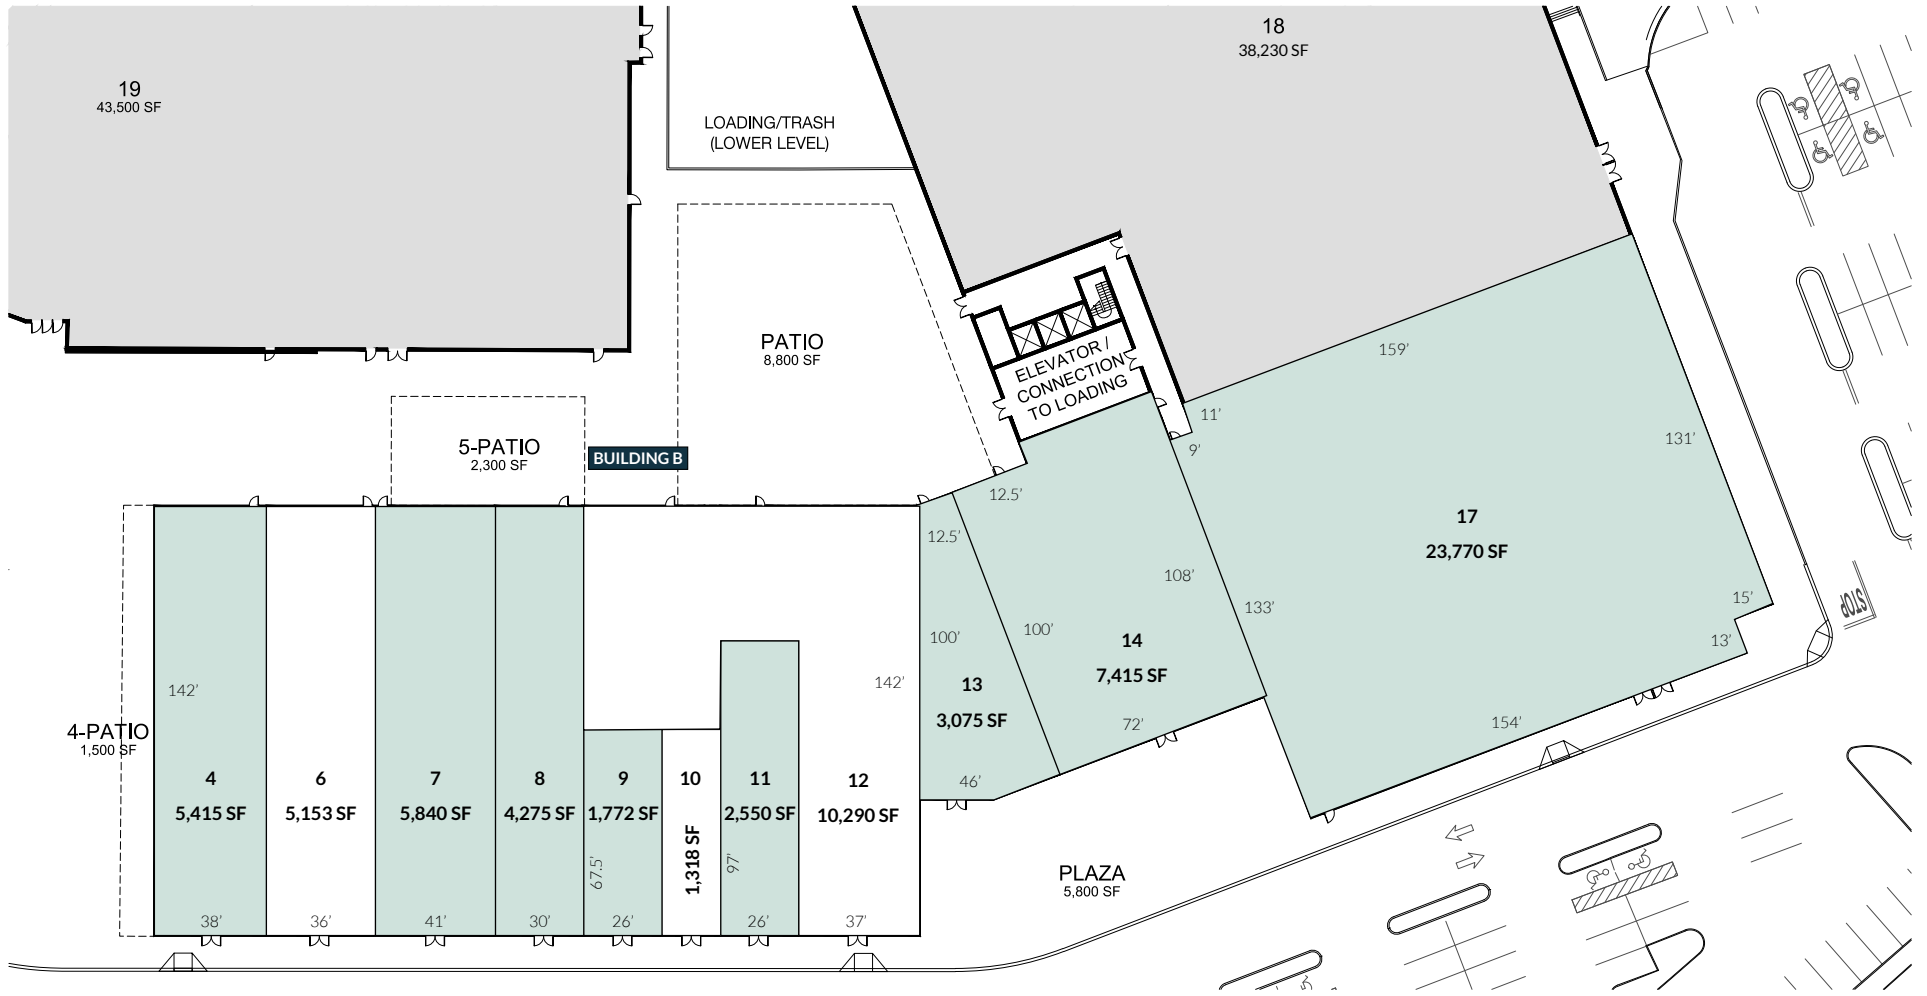 18
38,230 SF
19
43,500 SF
LOADING/TRASH
(LOWER LEVEL)
PATIO
8,800 SF
ELEVATOR /
CONNECTION
TO LOADING
159'
11'
9'
131'
5-PATIO
2,300 SF
BUILDING B
12.5'
12.5'
17
23,770 SF
108'
133'
100'
100'
14
7,415 SF
15'
13'
STOP
142'
142'
13
3,075 SF
72'
154'
4-PATIO
1,500 SF
46'
4
5,415 SF
6
5,153 SF
7
5,840 SF
8
4,275 SF
9
1,772 SF
10
1,318 SF
11
2,550 SF
12
10,290 SF
67.5'
97'
PLAZA
5,800 SF
38'
36'
41'
30'
26'
26'
37'